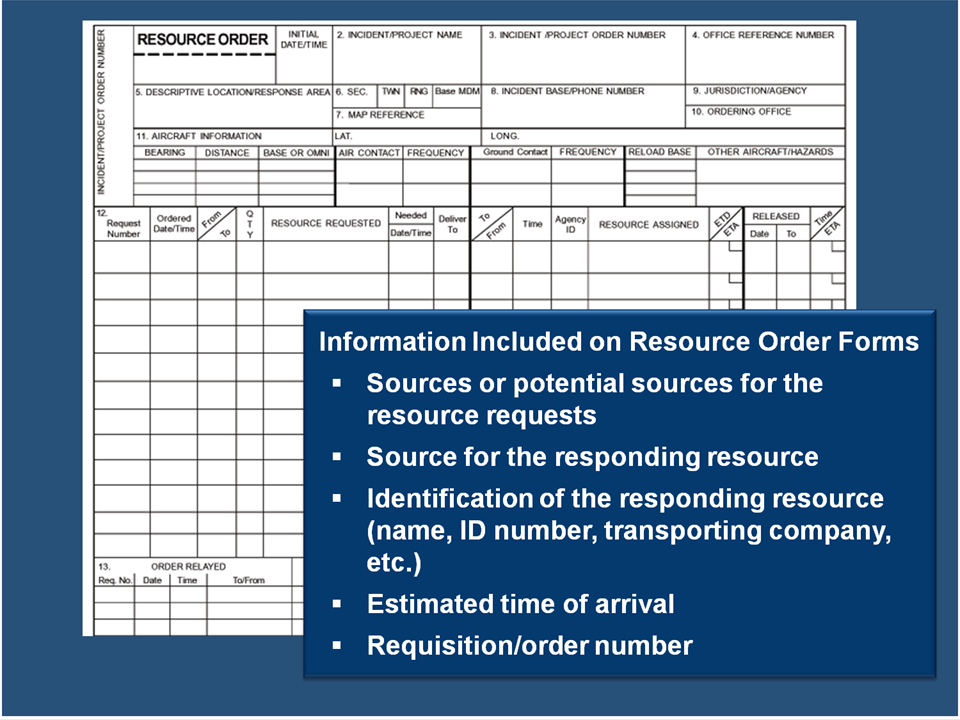 INCIDENT/PROJECT ORDER NUMBER
RESOURCE ORDER
INITIAL
DATE/TIME
2. INCIDENT/PROJECT NAME
3. INCIDENT /PROJECT ORDER NUMBER
4. OFFICE REFERENCE NUMBER
5. DESCRIPTIVE LOCATION/RESPONSE AREA
6. SEC.
TWN
RNG
Base MDM
8. INCIDENT BASE/PHONE NUMBER
9. JURISDICTION/AGENCY
7. MAP REFERENCE
10. ORDERING OFFICE
11. AIRCRAFT INFORMATION
LAT.
LONG.
BEARING
DISTANCE
BASE OR OMNI
AIR CONTACT
FREQUENCY
Ground Contact
FREQUENCY
RELOAD BASE
OTHER AIRCRAFT/HAZARDS
12.
Request
Number
Ordered
Date/Time
From
To
Q
T
Y
RESOURCE REQUESTED
Needed
Date/Time
Deliver
To
To
From
Time
Agency
ID
RESOURCE ASSIGNED
ETD
ETA
RELEASED
Date
To
Time
ETA
13.
ORDER RELAYED
Req. No.
Date
Time
To/From
Information Included on Resource Order Forms
▪ Sources or potential sources for the
resource requests
▪ Source for the responding resource
▪ Identification of the responding resource
(name, ID number, transporting company,
etc.)
▪ Estimated time of arrival
▪ Requisition/order number